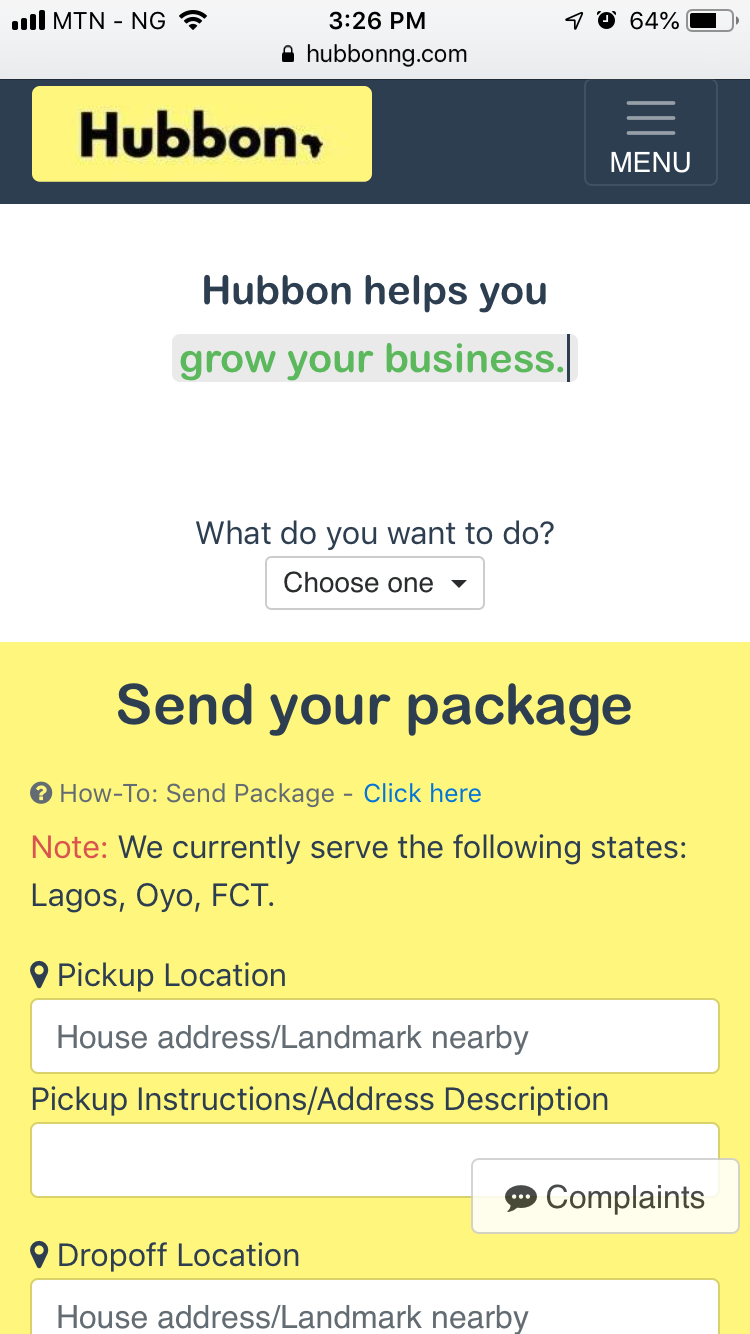 MTN - NG 3:26 PM 64%
hubbonng.com
Hubbon
MENU
Hubbon helps you
grow your business.
What do you want to do?
Choose one
Send your package
How-To: Send Package - Click here
Note: We currently serve the following states:
Lagos, Oyo, FCT.
Pickup Location
House address/Landmark nearby
Pickup Instructions/Address Description
Complaints
Dropoff Location
House address/Landmark nearby